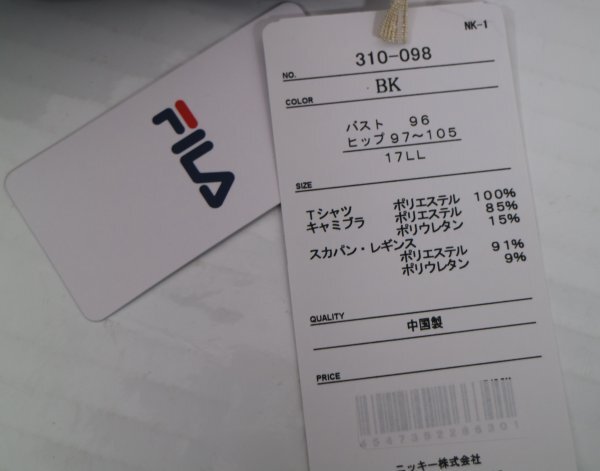 FILA
NK-1
NO. 310-098
COLOR BK
バスト 96
ヒップ 97~105
17LL
SIZE
Tシャツ ポリエステル 100%
キャミブラ ポリエステル 85%
ポリウレタン 15%
スカパン・レギンス
ポリエステル 91%
ポリウレタン 9%
QUALITY
中国製
PRICE
4547392286301
ニッキー株式会社